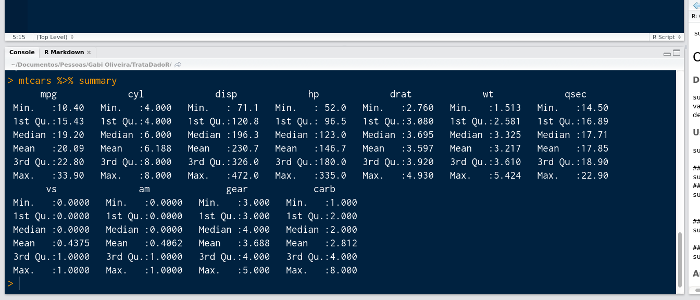 5:15 (Top Level) R Script
Console R Markdown
~/Documentos/Pessoas/Gabi Oliveira/TrataDadoR/
> mtcars %>% summary
mpg cyl disp hp drat wt qsec
Min. :10.40 Min. :4.000 Min. : 71.1 Min. : 52.0 Min. :2.760 Min. :1.513 Min. :14.50
1st Qu.:15.43 1st Qu.:4.000 1st Qu.:120.8 1st Qu.: 96.5 1st Qu.:3.080 1st Qu.:2.581 1st Qu.:16.89
Median :19.20 Median :6.000 Median :196.3 Median :123.0 Median :3.695 Median :3.325 Median :17.71
Mean :20.09 Mean :6.188 Mean :230.7 Mean :146.7 Mean :3.597 Mean :3.217 Mean :17.85
3rd Qu.:22.80 3rd Qu.:8.000 3rd Qu.:326.0 3rd Qu.:180.0 3rd Qu.:3.920 3rd Qu.:3.610 3rd Qu.:18.90
Max. :33.90 Max. :8.000 Max. :472.0 Max. :335.0 Max. :4.930 Max. :5.424 Max. :22.90
vs am gear carb
Min. :0.0000 Min. :0.0000 Min. :3.000 Min. :1.000
1st Qu.:0.0000 1st Qu.:0.0000 1st Qu.:3.000 1st Qu.:2.000
Median :0.0000 Median :0.0000 Median :4.000 Median :2.000
Mean :0.4375 Mean :0.4062 Mean :3.688 Mean :2.812
3rd Qu.:1.0000 3rd Qu.:1.0000 3rd Qu.:4.000 3rd Qu.:4.000
Max. :1.0000 Max. :1.0000 Max. :5.000 Max. :8.000
>